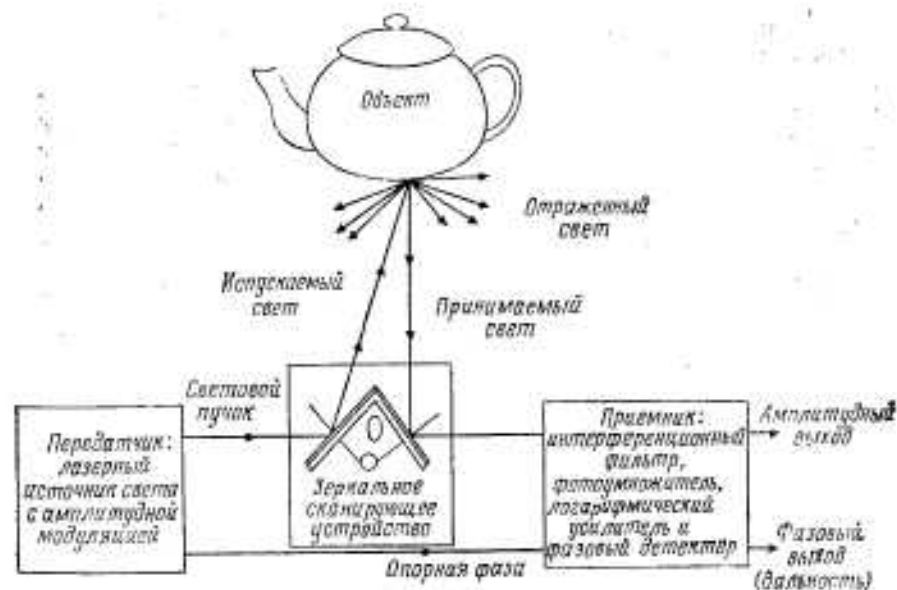 Объект
Отраженный
свет
Испускаемый
свет
Принимаемый
свет
Световой
пучок
Передатчик:
лазерный
источник света
с амплитудной
модуляцией
Зеркальное
сканирующее
устройство
Приемник:
интерференционный
фильтр,
фотоумножитель,
логарифмический
усилитель и
фазовый детектор
Амплитудный
выход
Опорная фаза
Фазовый
выход
(дальность)